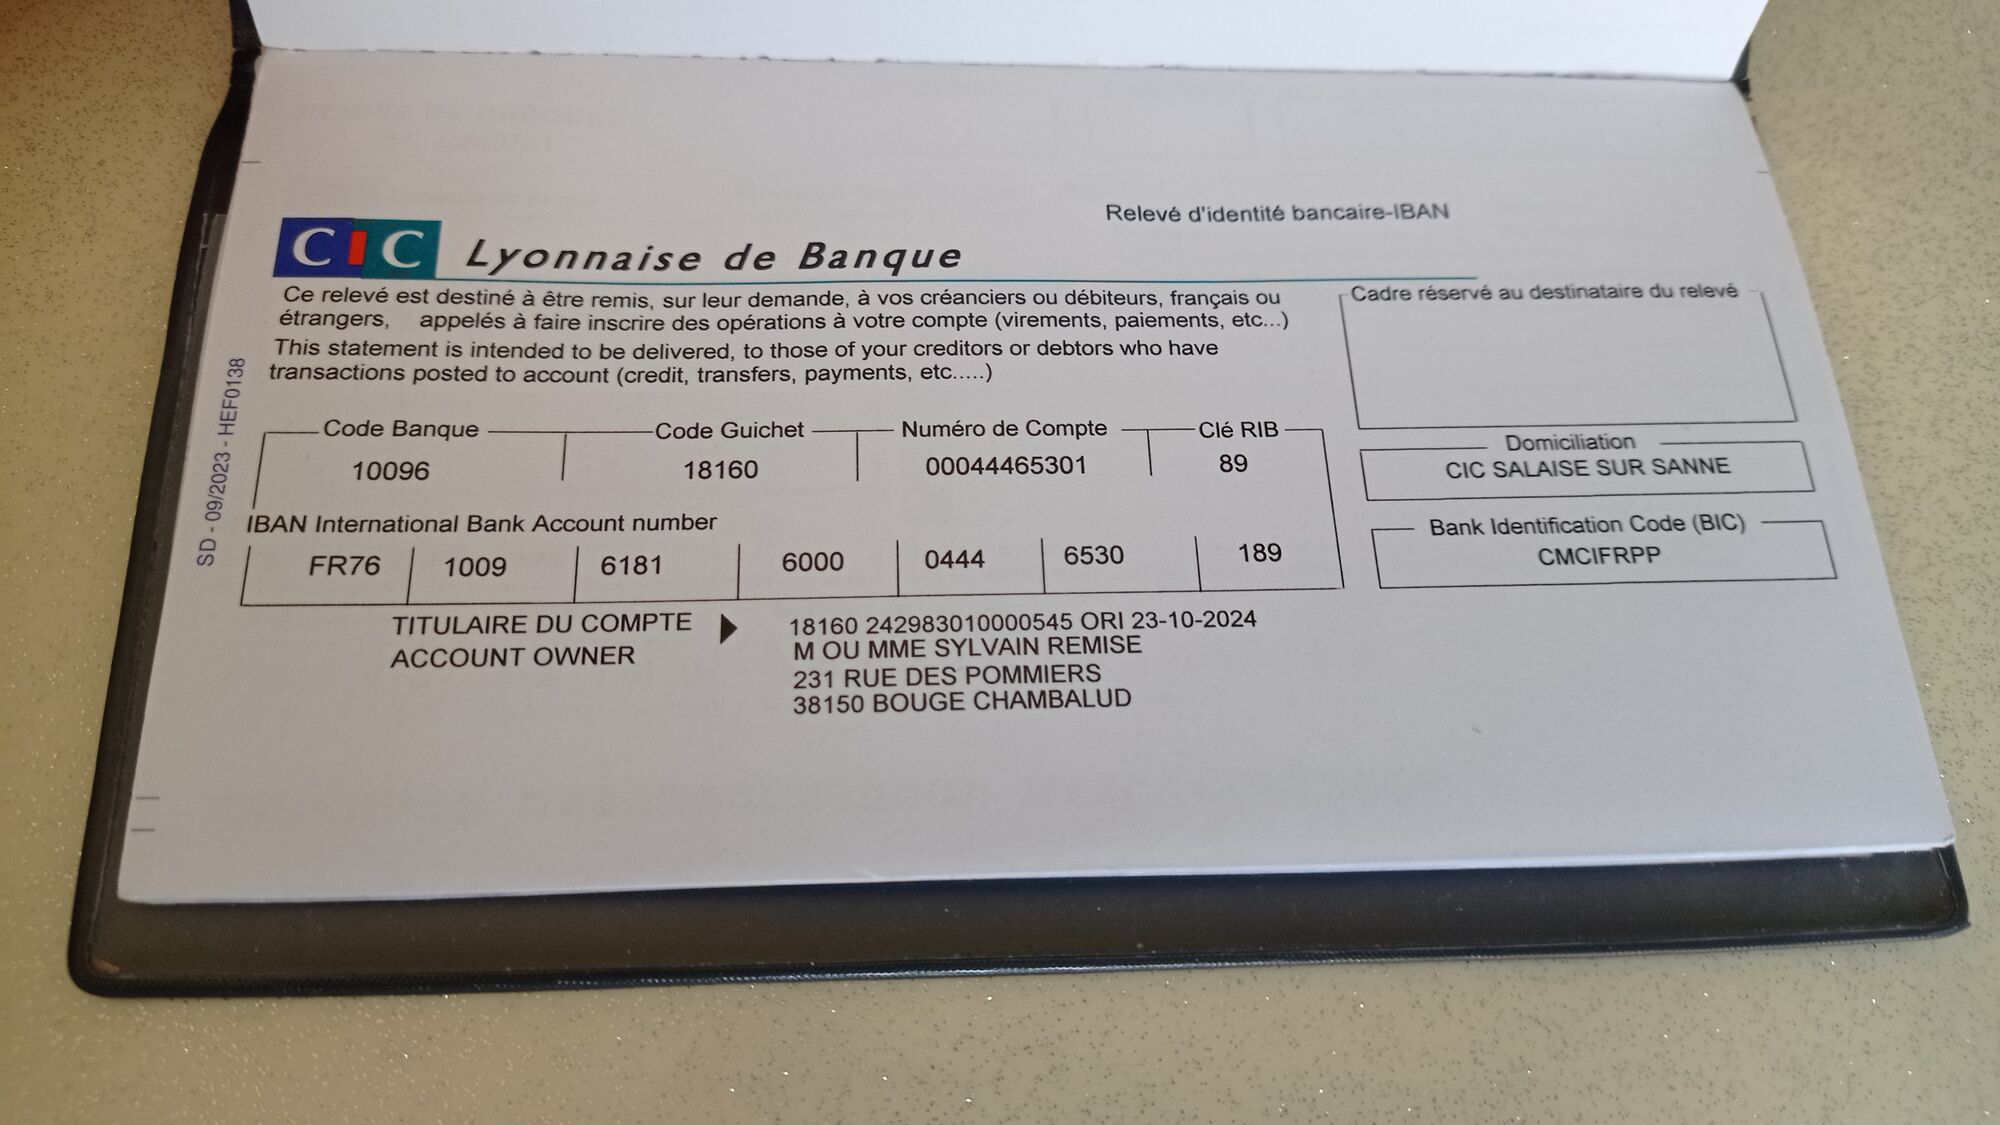 Relevé d'identité bancaire-IBAN
CIC Lyonnaise de Banque
Ce relevé est destiné à être remis, sur leur demande, à vos créanciers ou débiteurs, français ou
étrangers, appelés à faire inscrire des opérations à votre compte (virements, paiements, etc...)
This statement is intended to be delivered, to those of your creditors or debtors who have
transactions posted to account (credit, transfers, payments, etc.....)
Cadre réservé au destinataire du relevé
SD - 09/2023 - HEF0138
Code Banque Code Guichet Numéro de Compte Clé RIB
10096 18160 00044465301 89
Domiciliation
CIC SALAISE SUR SANNE
IBAN International Bank Account number
FR76 1009 6181 6000 0444 6530 189
Bank Identification Code (BIC)
CMCIFRPP
TITULAIRE DU COMPTE
ACCOUNT OWNER
18160 242983010000545 ORI 23-10-2024
M OU MME SYLVAIN REMISE
231 RUE DES POMMIERS
38150 BOUGE CHAMBALUD